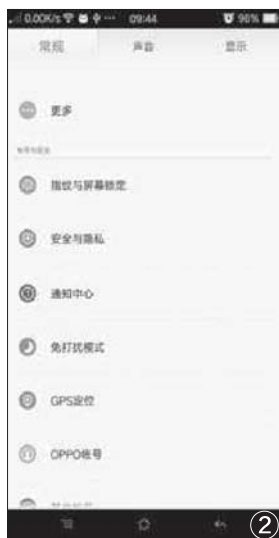 0.00K/s 09:44 96%
常规 声音 显示
更多
指纹与屏幕锁定
安全与隐私
通知中心
免打扰模式
GPS定位
OPPO账号
②